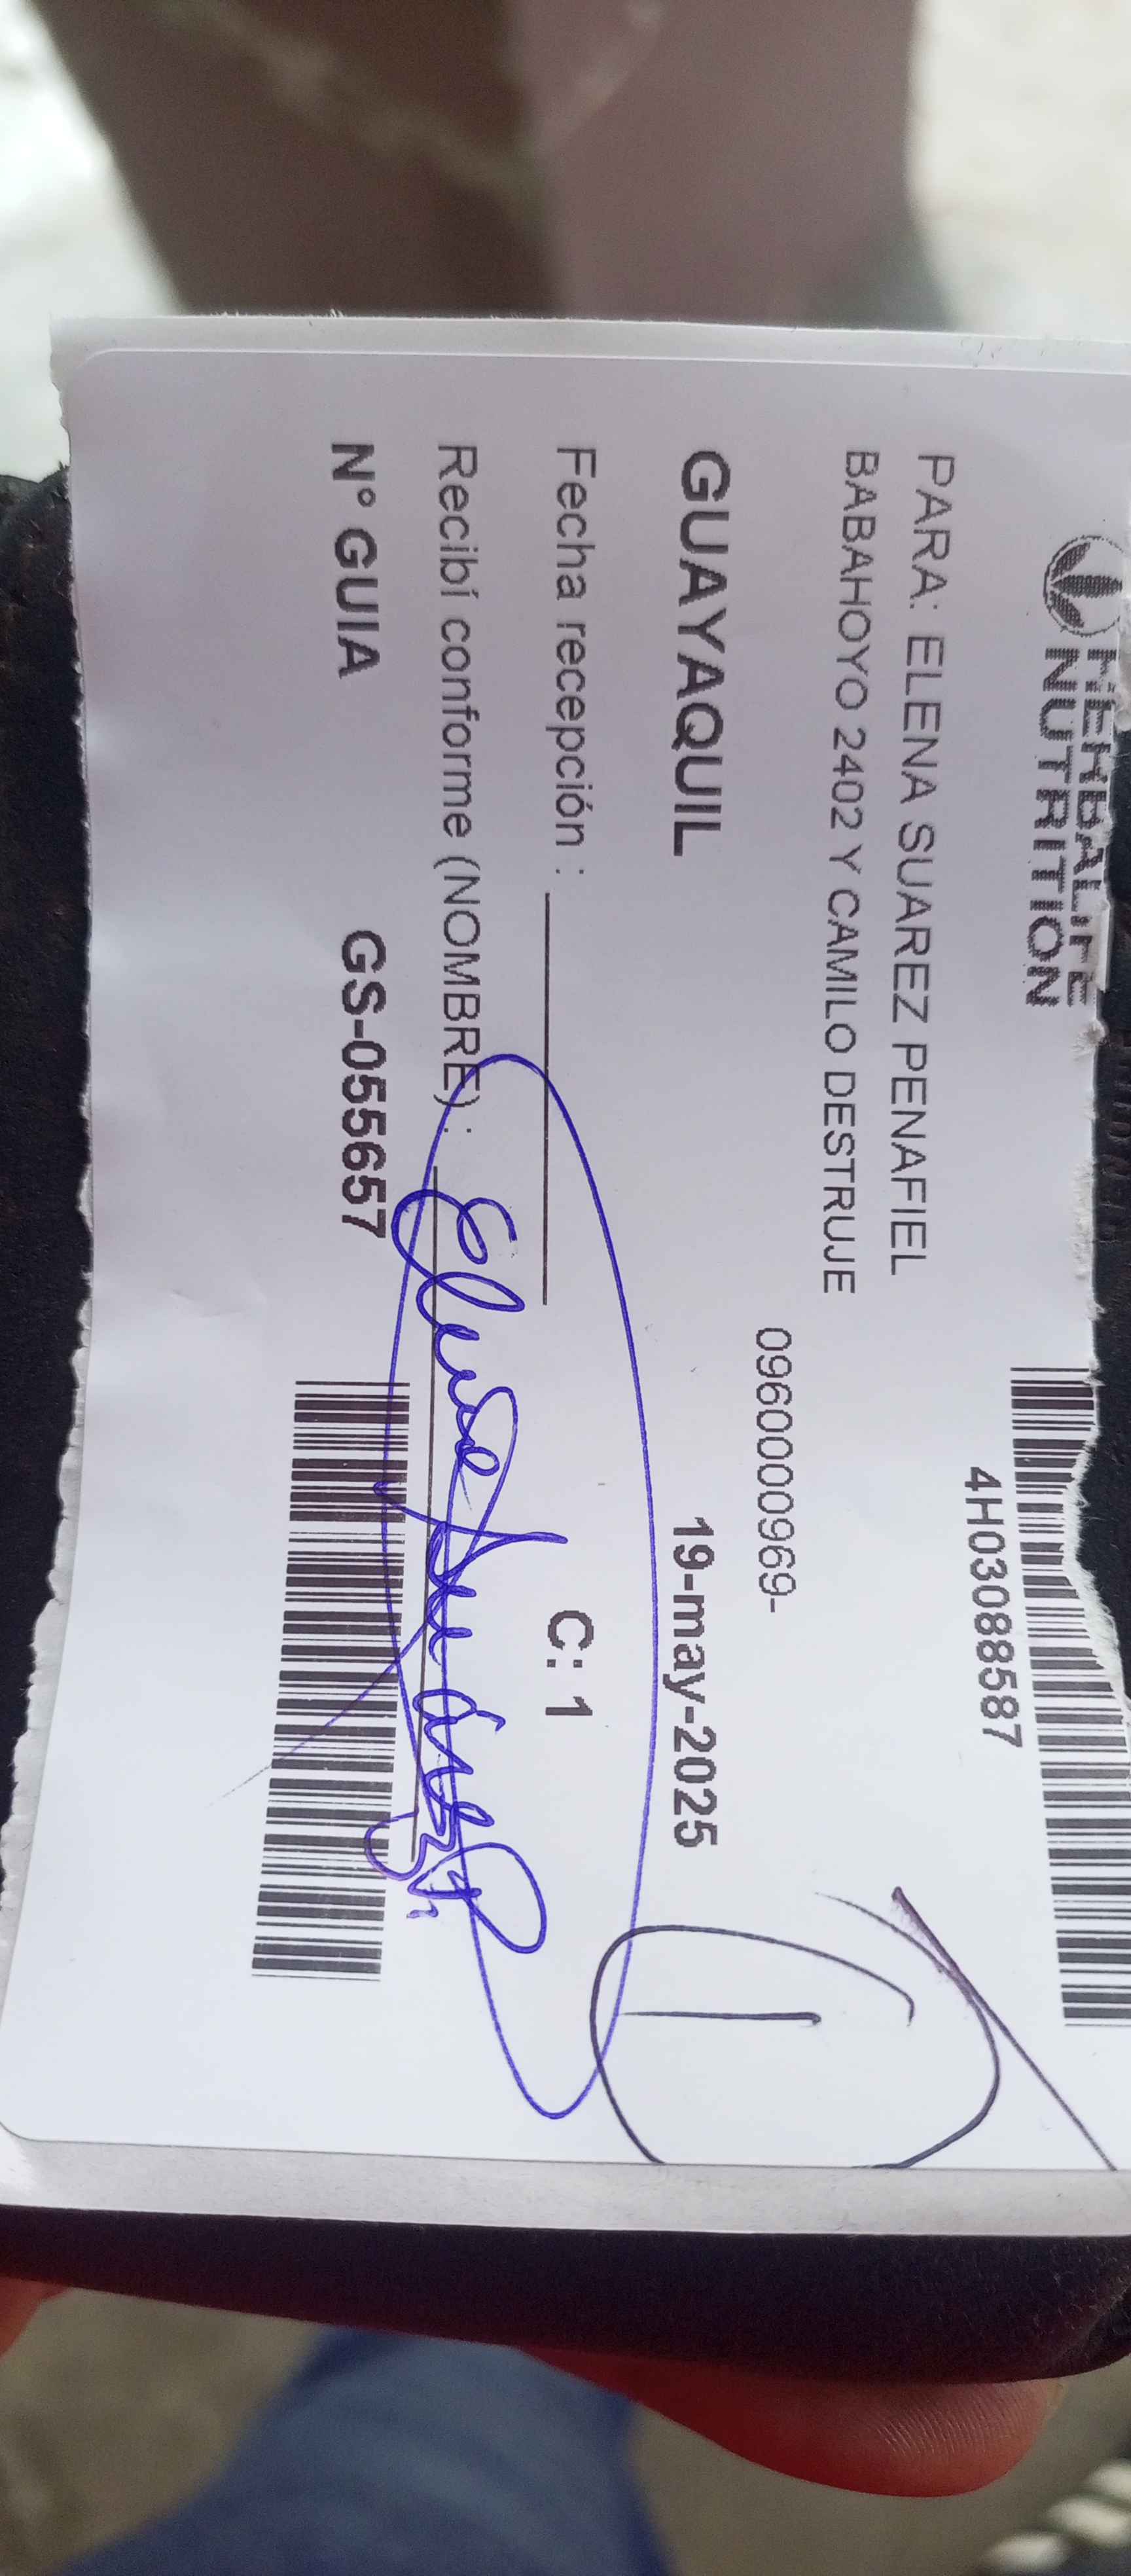 HERBALIFE
NUTRITION
4H03088587
PARA: ELENA SUAREZ PENAFIEL
BABAHOYO 2402 Y CAMILO DESTRUJE
0960000969-
GUAYAQUIL 19-may-2025
Fecha recepción : C: 1
Recibí conforme (NOMBRE) : Elena
N° GUIA GS-055657